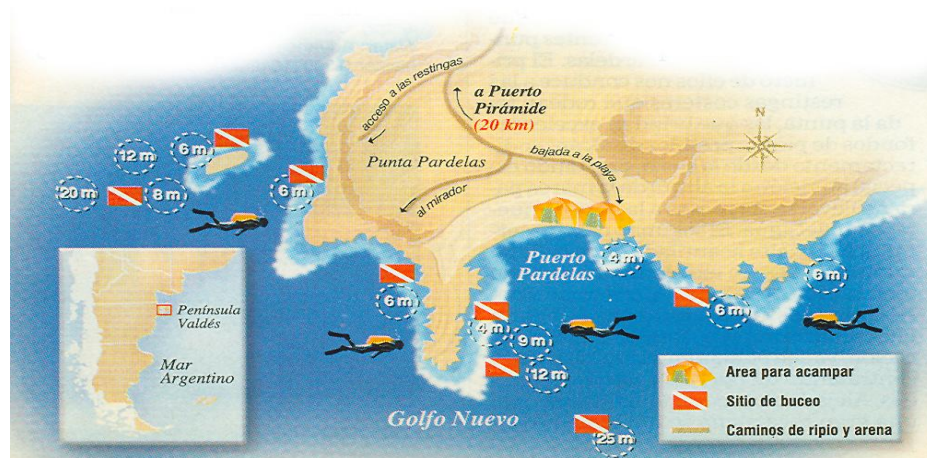 acceso a las restingas
a Puerto
Pirámide
(20 km)
Punta Pardelas
bajada a la playa
al mirador
N
6 m
12 m
20 m
8 m
6 m
Puerto
Pardelas
4 m
6 m
6 m
6 m
4 m
9 m
12 m
25 m
Golfo Nuevo
Península
Valdés
Mar
Argentino
Area para acampar
Sitio de buceo
Caminos de ripio y arena